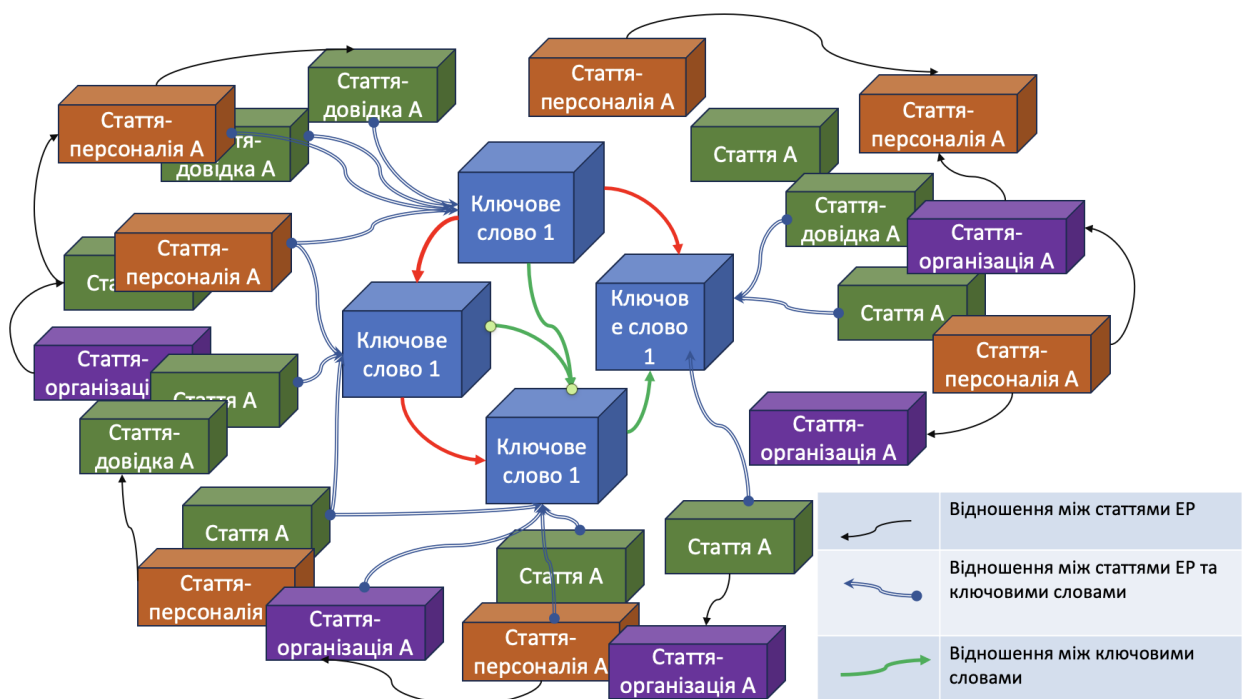 Стаття-
довідка А
Стаття-
персоналія А
Стаття-
персоналія А
Стаття-
персоналія А
тя-
довідка А
Стаття А
Ключове
слово 1
Стаття-
довідка А
Стаття-
організація А
Стаття-
персоналія А
Стаття
Ключов
е слово
1
Стаття А
Ключове
слово 1
Стаття-
персоналія А
Стаття-
організаці
Стаття А
Стаття-
довідка А
Ключове
слово 1
Стаття-
організація А
Стаття А
Стаття А
Стаття А
Стаття-
персоналія
Стаття-
організація А
Стаття-
персоналія А
Стаття-
організація А
Відношення між статтями ЕР
Відношення між статтями ЕР та
ключовими словами
Відношення між ключовими
словами